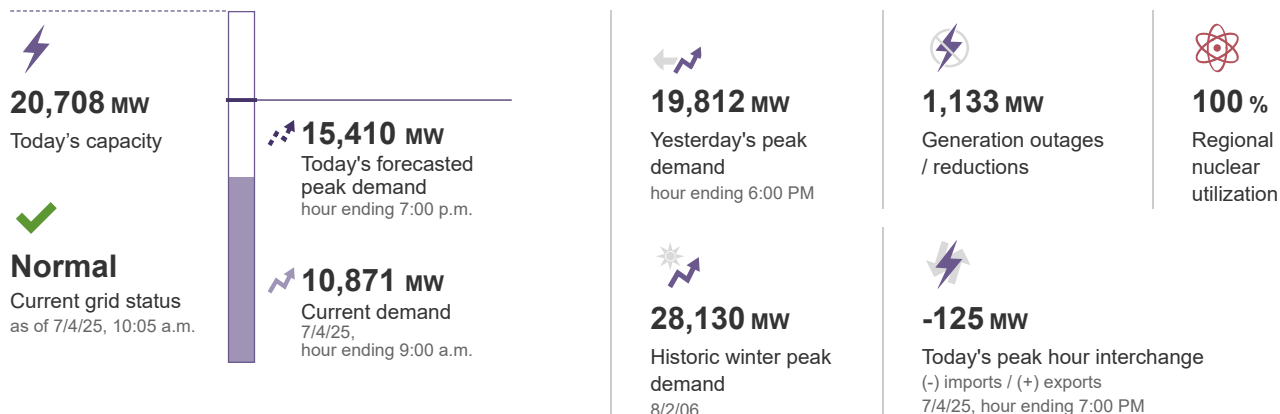 20,708 MW
Today's capacity
Normal
Current grid status
as of 7/4/25, 10:05 a.m.
15,410 MW
Today's forecasted
peak demand
hour ending 7:00 p.m.
10,871 MW
Current demand
7/4/25,
hour ending 9:00 a.m.
19,812 MW
Yesterday's peak
demand
hour ending 6:00 PM
1,133 MW
Generation outages
/ reductions
100 %
Regional
nuclear
utilization
28,130 MW
Historic winter peak
demand
8/2/06
-125 MW
Today's peak hour interchange
(-) imports / (+) exports
7/4/25, hour ending 7:00 PM